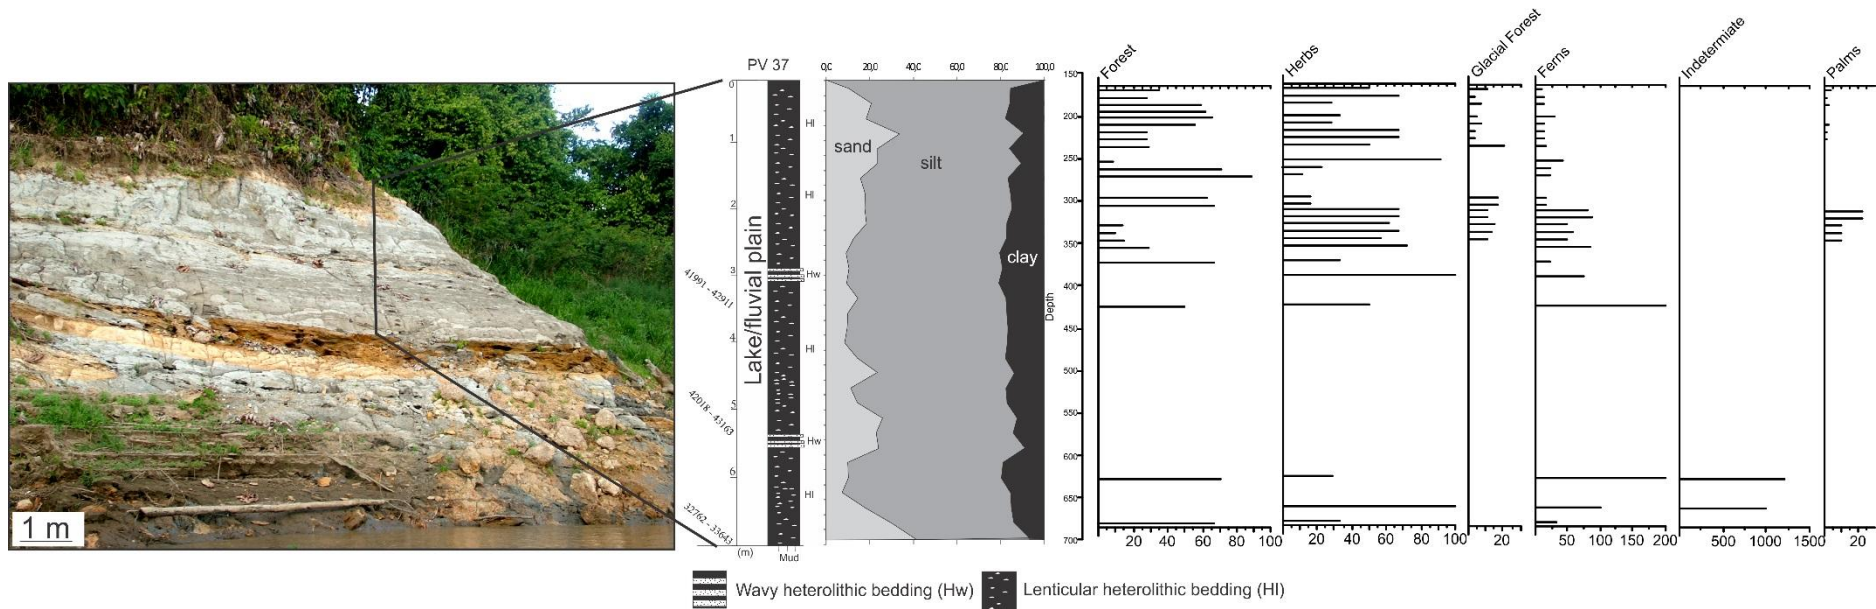 PV 37
0
1
2
3
4
5
6
(m)
Mud
Lake/fluvial plain
41991 - 42911
42018 - 43163
32762 - 33643
Hl
Hl
Hw
Hl
Hw
Hl
0,0 20,0 40,0 60,0 80,0 100,0
sand
silt
clay
Depth
150
200
250
300
350
400
450
500
550
600
650
700
Forest
20 40 60 80 100
Herbs
20 40 60 80 100
Glacial Forest
20
Ferns
50 100 150 200
Indetermiate
500 1000 1500
Palms
20
1 m
Wavy heterolithic bedding (Hw)
Lenticular heterolithic bedding (Hl)